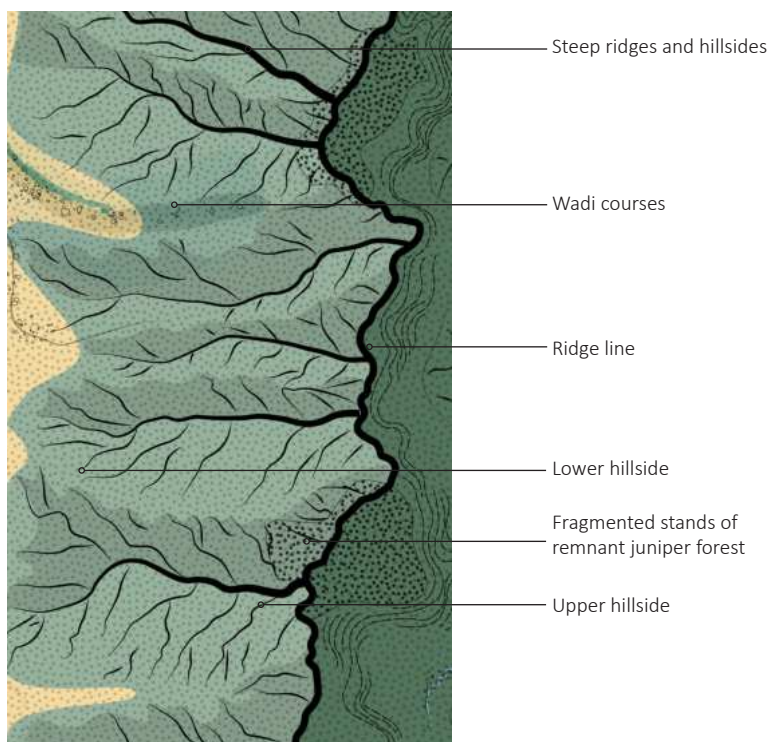 Steep ridges and hillsides
Wadi courses
Ridge line
Lower hillside
Fragmented stands of
remnant juniper forest
Upper hillside